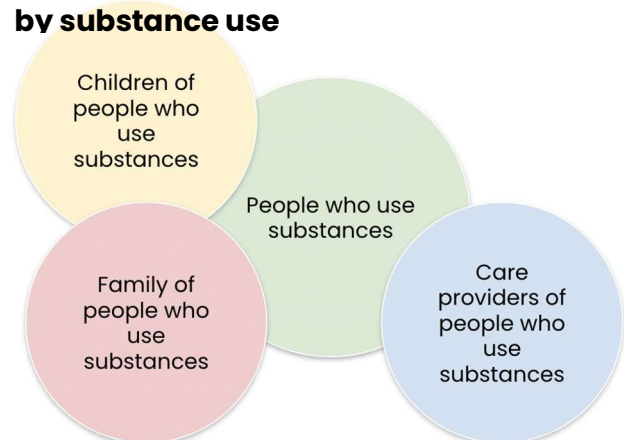 by substance use
Children of
people who
use
substances
People who use
substances
Family of
people who
use
substances
Care
providers of
people who
use
substances